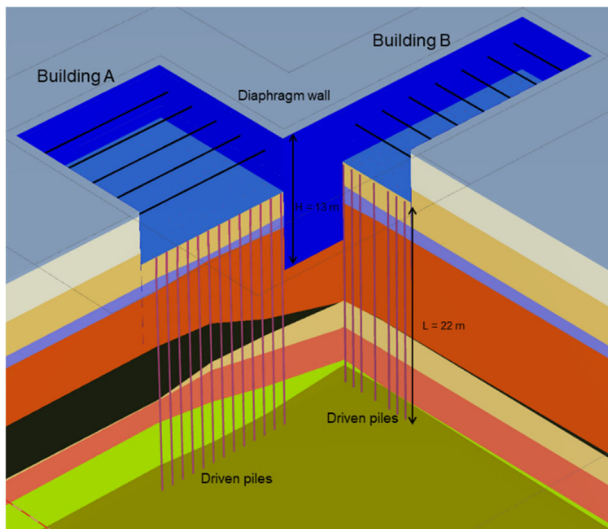 Building B
Building A
Diaphragm wall
H = 13 m
L = 22 m
Driven piles
Driven piles